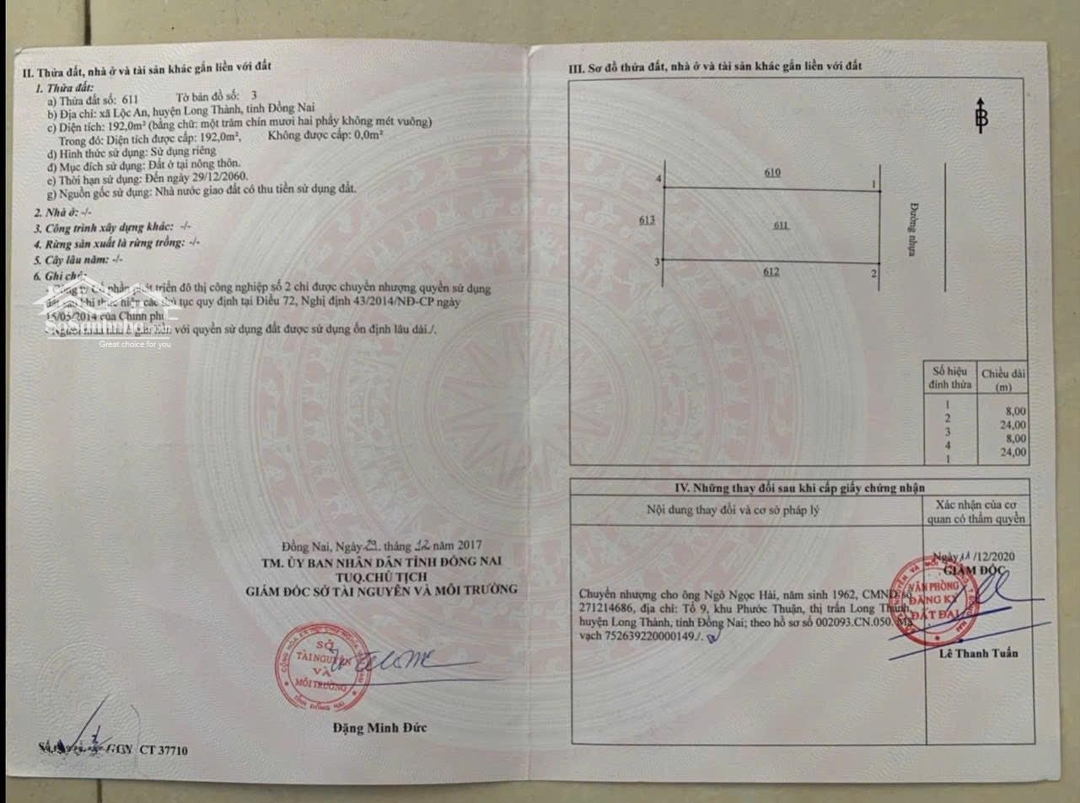 II. Thửa đất, nhà ở và tài sản khác gắn liền với đất
1. Thửa đất:
a) Thửa đất số: 611 Tờ bản đồ số: 3
b) Địa chỉ: xã Lộc An, huyện Long Thành, tỉnh Đồng Nai
c) Diện tích: 192,0m² (bằng chữ: một trăm chín mươi hai phẩy không mét vuông)
Trong đó: Diện tích được cấp: 192,0m², Không được cấp: 0,0m²
d) Hình thức sử dụng: Sử dụng riêng
đ) Mục đích sử dụng: Đất ở tại nông thôn.
e) Thời hạn sử dụng: Đến ngày 29/12/2060.
g) Nguồn gốc sử dụng: Nhà nước giao đất có thu tiền sử dụng đất.
2. Nhà ở: -/-
3. Công trình xây dựng khác: -/-
4. Rừng sản xuất là rừng trồng: -/-
5. Cây lâu năm: -/-
6. Ghi chú:
phát triển đô thị công nghiệp số 2 chỉ được chuyển nhượng quyền sử dụng
khi thực hiện các thủ tục quy định tại Điều 72, Nghị định 43/2014/NĐ-CP ngày
15/05/2014 của Chính phủ
với quyền sử dụng đất được sử dụng ổn định lâu dài./.
Great choice for you
Đồng Nai, Ngày 29. tháng 12 năm 2017
TM. ỦY BAN NHÂN DÂN TỈNH ĐỒNG NAI
TUQ.CHỦ TỊCH
GIÁM ĐỐC SỞ TÀI NGUYÊN VÀ MÔI TRƯỜNG
SỞ
TÀI NGUYÊN
VÀ
MÔI TRƯỜNG
TỈNH ĐỒNG NAI
Đặng Minh Đức
CT 37710
III. Sơ đồ thửa đất, nhà ở và tài sản khác gắn liền với đất
B
4 610 1
613 611 Đường nhựa
3 612 2
Số hiệu đỉnh thửa Chiều dài (m)
1
8,00
2
24,00
3
8,00
4
24,00
1
IV. Những thay đổi sau khi cấp giấy chứng nhận
Nội dung thay đổi và cơ sở pháp lý
Xác nhận của cơ
quan có thẩm quyền
Chuyển nhượng cho ông Ngô Ngọc Hải, năm sinh 1962, CMND số
271214686, địa chỉ: Tổ 9, khu Phước Thuận, thị trấn Long Thành,
huyện Long Thành, tỉnh Đồng Nai; theo hồ sơ số 002093.CN.050. Mã
vạch 752639220000149./.
Ngày 11/12/2020
GIÁM ĐỐC
VĂN PHÒNG
ĐĂNG KÝ
ĐẤT ĐAI
Lê Thanh Tuấn